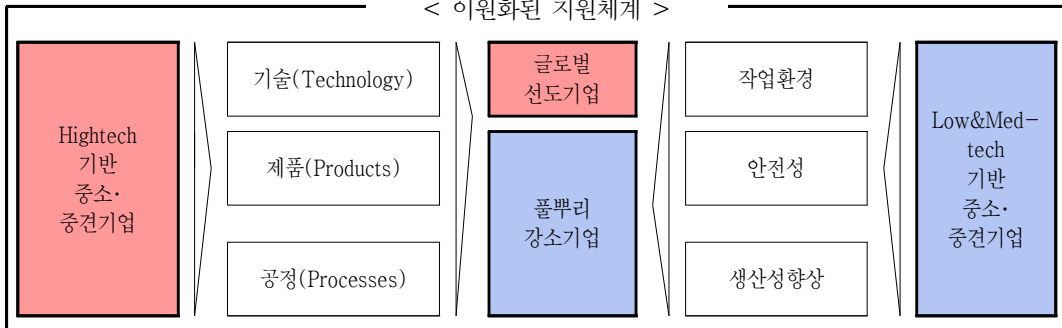 < 이원화된 지원체계 >
Hightech
기반
중소·
중견기업
기술(Technology)
제품(Products)
공정(Processes)
글로벌
선도기업
풀뿌리
강소기업
작업환경
안전성
생산성향상
Low&Med-
tech
기반
중소·
중견기업